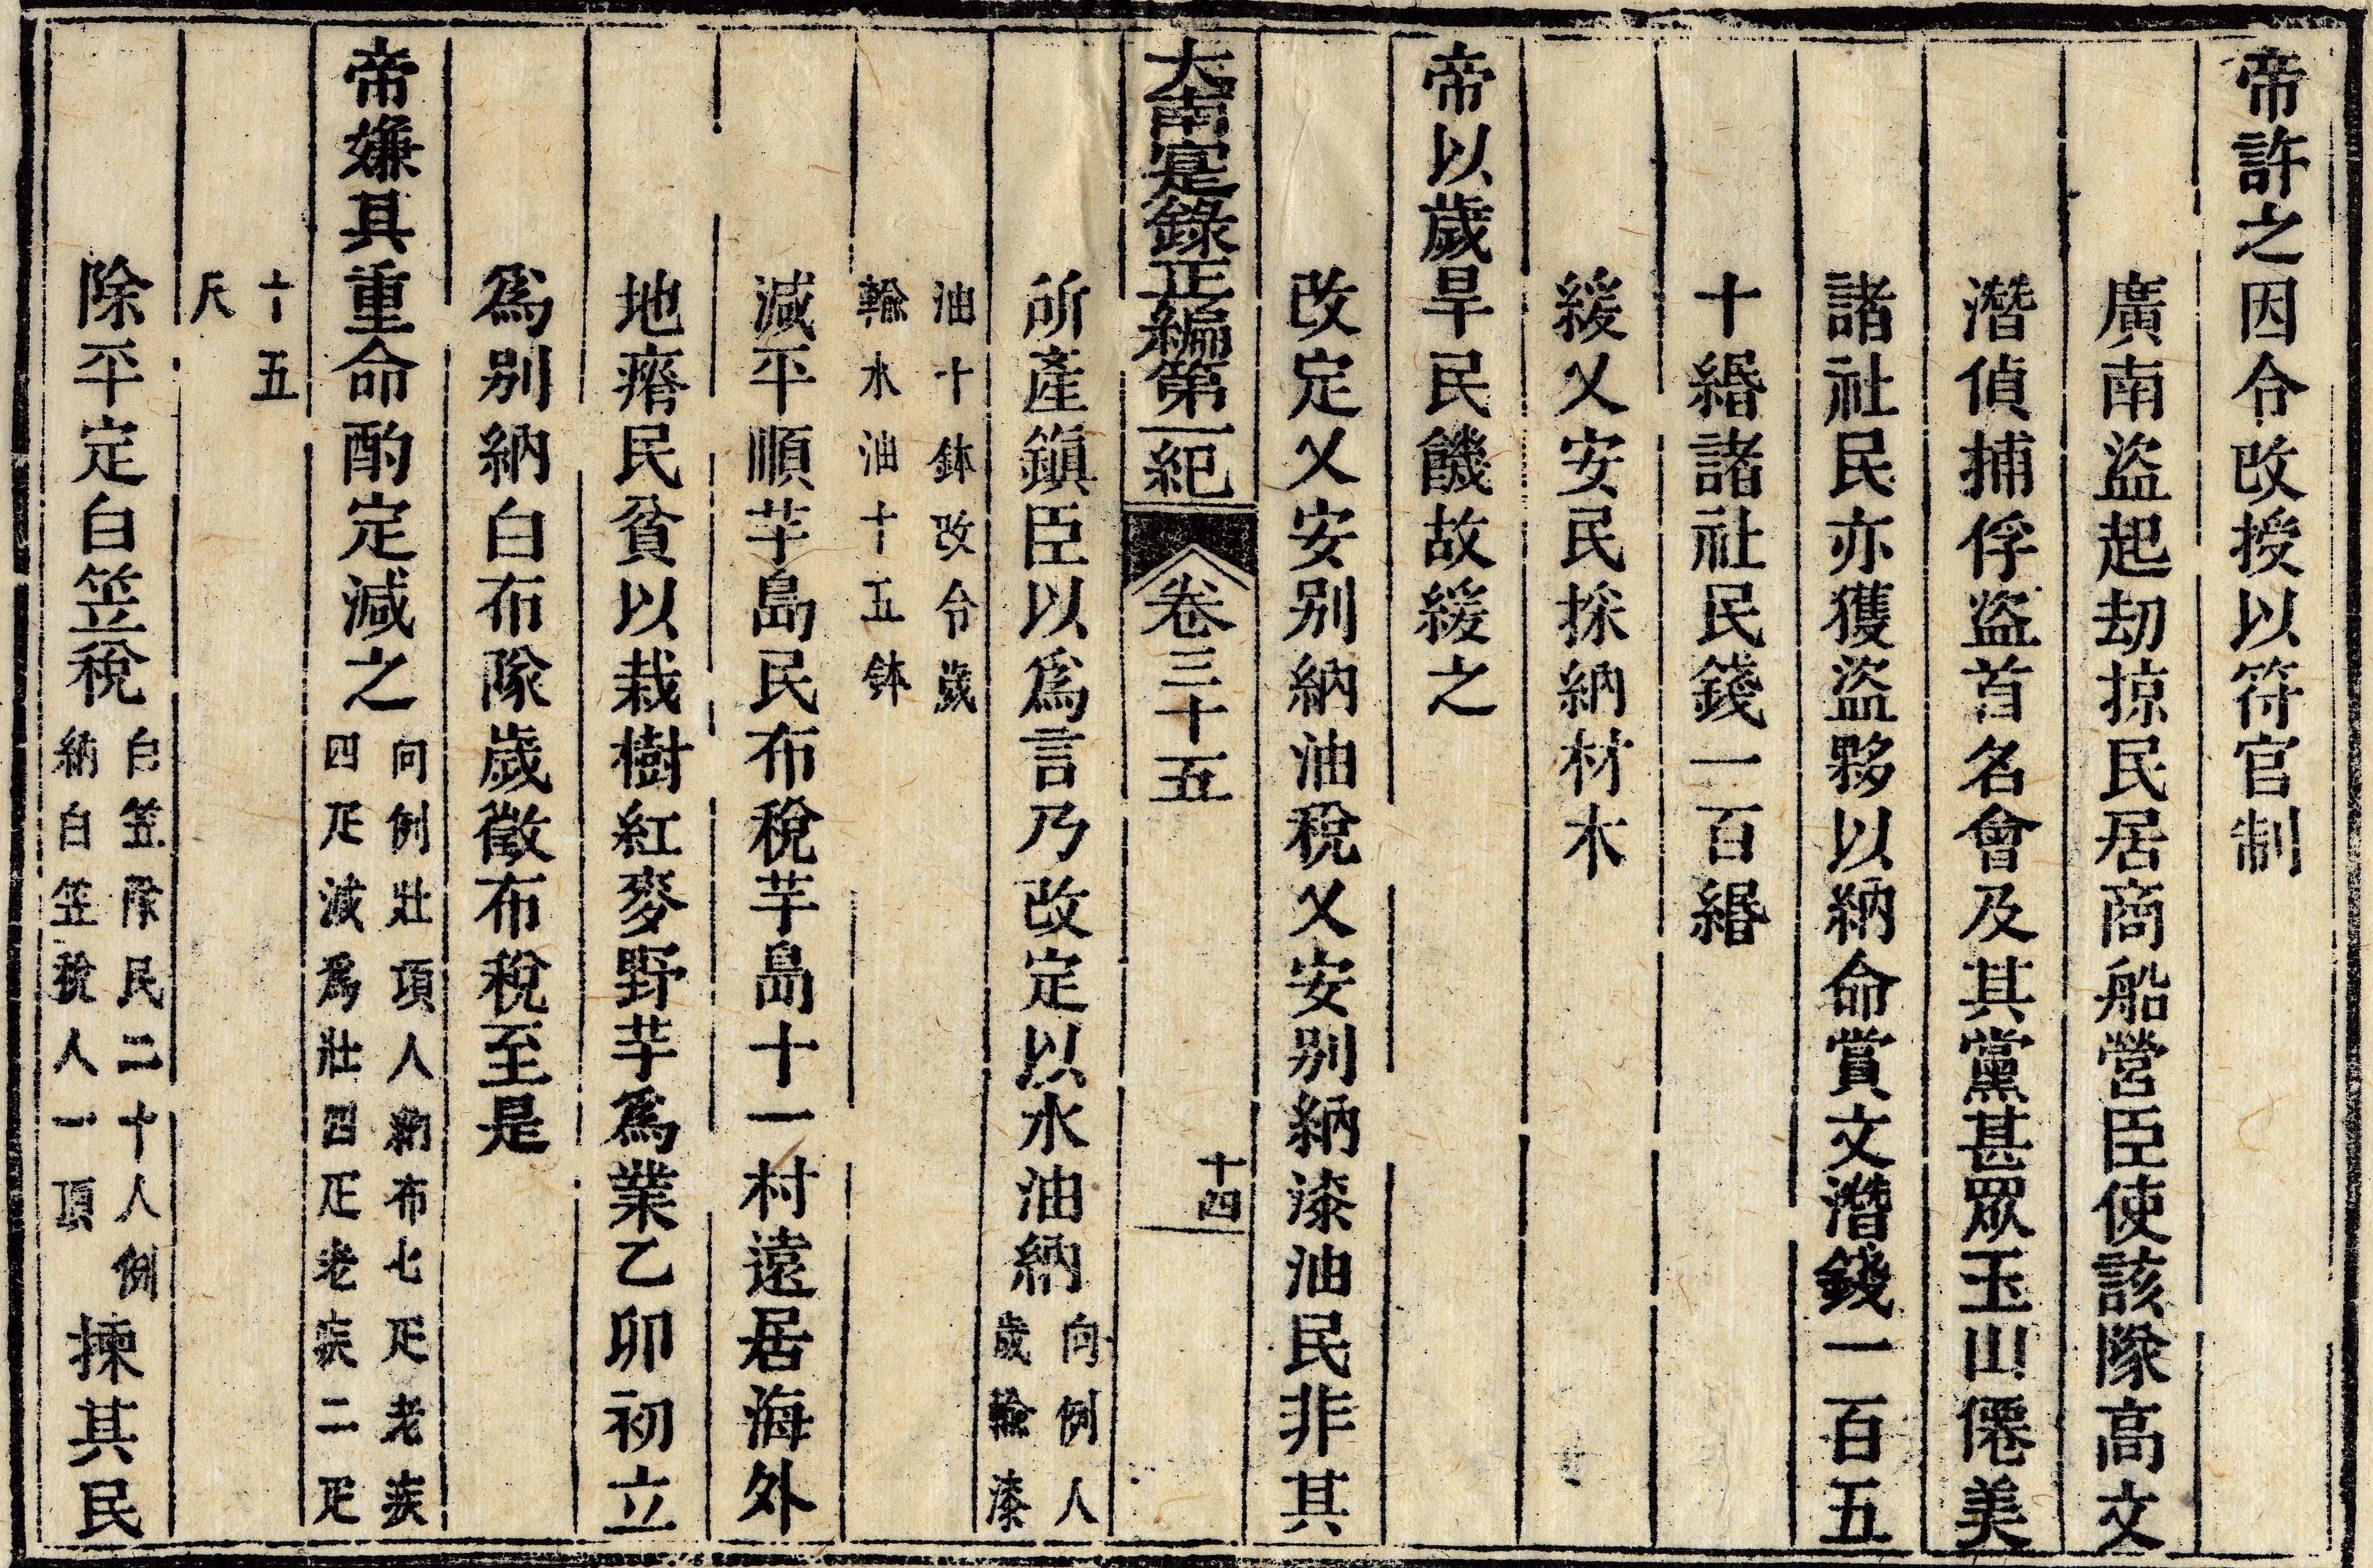 帝許之因令改授以符官制
廣南盜起刧掠民居商船營臣使該隊高文
潛偵捕俘盜首名會及其黨甚眾玉山僊美
諸社民亦獲盜夥以納命賞文潛錢一百五
十緡諸社民錢一百緡
緩乂安民採納材木
帝以歲旱民饑故緩之
改定乂安別納油稅乂安別納漆油民非其
大南寔錄正編第一紀 卷三十五 十四
所產鎮臣以爲言乃改定以水油納向例人
歲輸漆
油十鉢改令歲
輸水油十五鉢
減平順芋島民布稅芋島十一村遠居海外
地瘠民貧以栽樹紅麥野芋爲業乙卯初立
爲別納白布隊歲徵布稅至是
帝嫌其重命酌定減之向例壯項人納布七疋老疾
四疋減爲壯四疋老疾二疋
十五
尺
除平定白笠稅白笠隊民二十人例
納白笠稅人一頂
揀其民